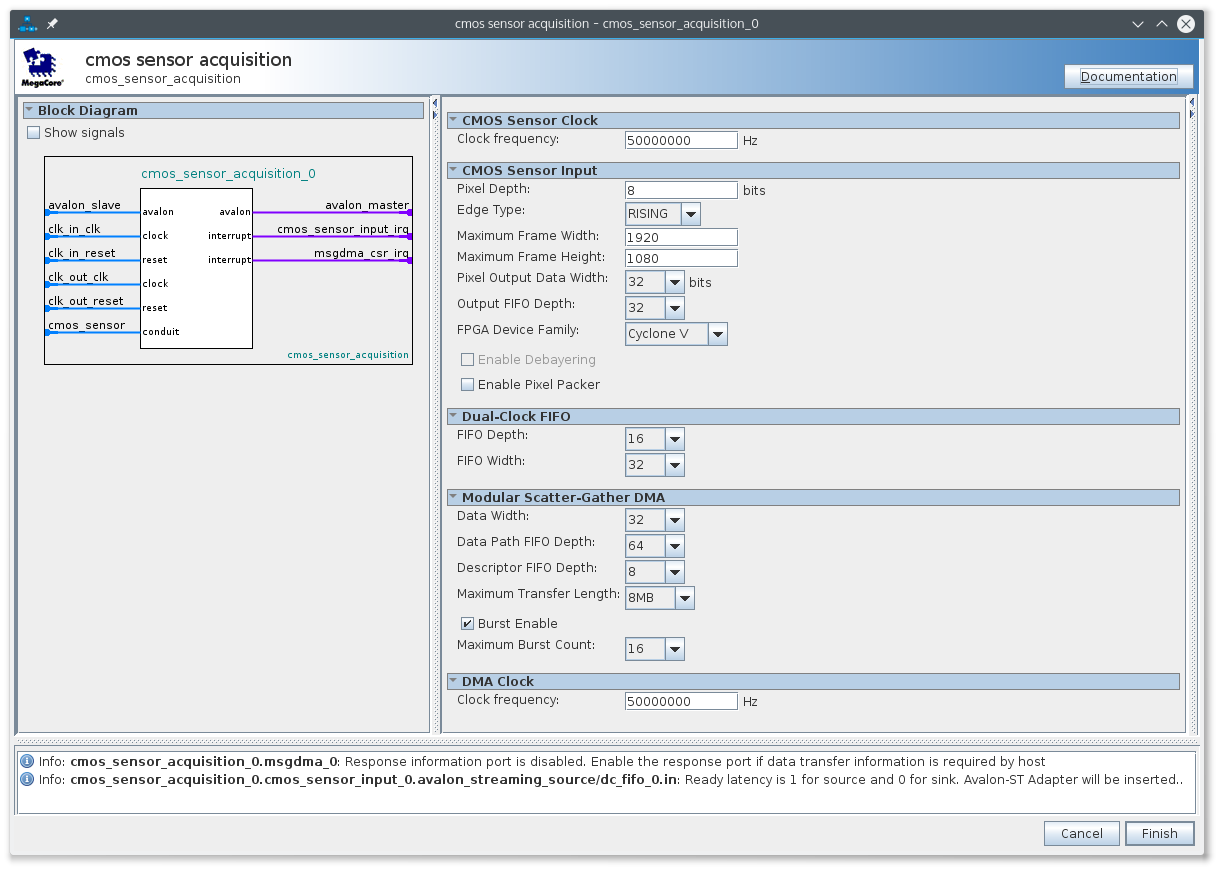 cmos sensor acquisition - cmos_sensor_acquisition_0
MegaCore
cmos sensor acquisition
cmos_sensor_acquisition
Documentation
Block Diagram
Show signals
cmos_sensor_acquisition_0
avalon_slave avalon avalon avalon_master
clk_in_clk clock interrupt cmos_sensor_input_irq
clk_in_reset reset interrupt msgdma_csr_irq
clk_out_clk clock
clk_out_reset reset
cmos_sensor conduit
cmos_sensor_acquisition
CMOS Sensor Clock
Clock frequency: 50000000 Hz
CMOS Sensor Input
Pixel Depth: 8 bits
Edge Type: RISING
Maximum Frame Width: 1920
Maximum Frame Height: 1080
Pixel Output Data Width: 32 bits
Output FIFO Depth: 32
FPGA Device Family: Cyclone V
Enable Debayering
Enable Pixel Packer
Dual-Clock FIFO
FIFO Depth: 16
FIFO Width: 32
Modular Scatter-Gather DMA
Data Width: 32
Data Path FIFO Depth: 64
Descriptor FIFO Depth: 8
Maximum Transfer Length: 8MB
Burst Enable
Maximum Burst Count: 16
DMA Clock
Clock frequency: 50000000 Hz
Info: cmos_sensor_acquisition_0.msgdma_0: Response information port is disabled. Enable the response port if data transfer information is required by host
Info: cmos_sensor_acquisition_0.cmos_sensor_input_0.avalon_streaming_source/dc_fifo_0.in: Ready latency is 1 for source and 0 for sink. Avalon-ST Adapter will be inserted..
Cancel Finish